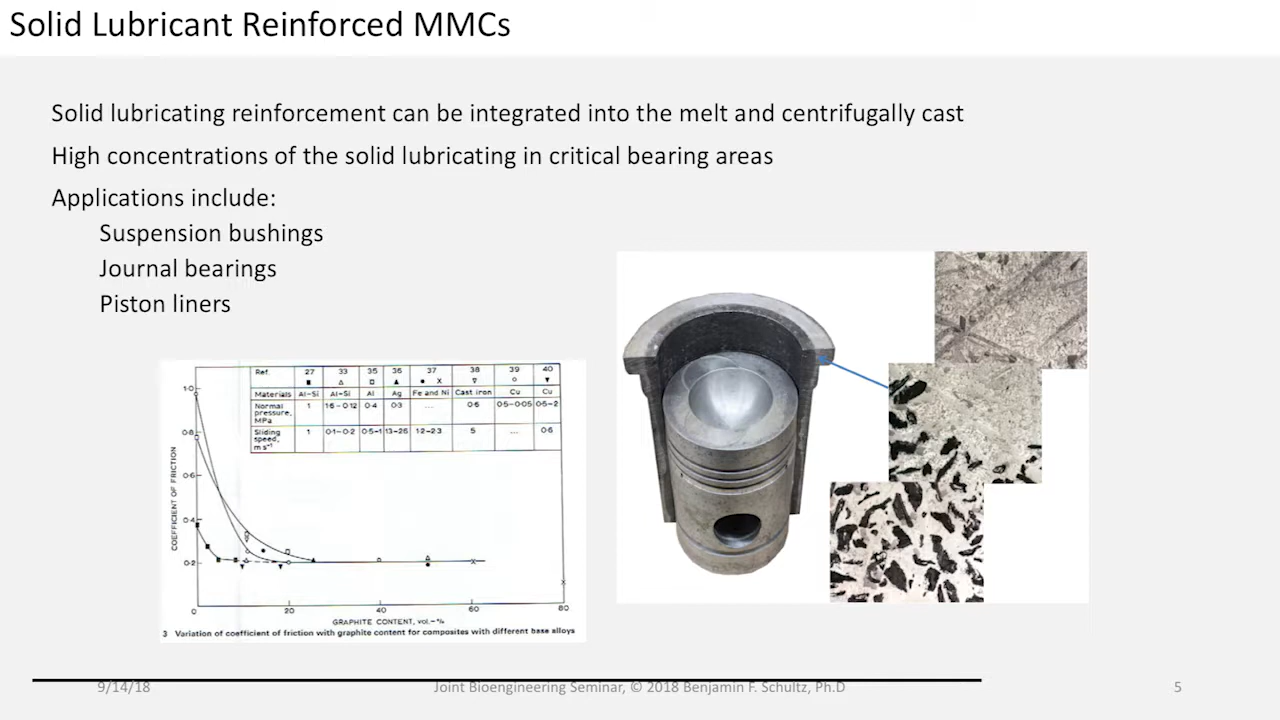 Solid Lubricant Reinforced MMCs
Solid lubricating reinforcement can be integrated into the melt and centrifugally cast
High concentrations of the solid lubricating in critical bearing areas
Applications include:
Suspension bushings
Journal bearings
Piston liners
Ref. 27 33 35 36 37 38 39 40
Materials Al-Si Al-Si Al Ag Fe and Ni Cast iron Cu Cu
Normal pressure, MPa 1 16-0·12 0·4 0·3 .... 0·6 0·5-0·05 0·5-2
Sliding speed, m s⁻¹ 1 0·1-0·2 0·5-1 13-26 12-23 5 ... 0·6
COEFFICIENT OF FRICTION
1·0
0·8
0·6
0·4
0·2
0 20 40 60 80
GRAPHITE CONTENT, vol.-%
3 Variation of coefficient of friction with graphite content for composites with different base alloys
9/14/18 Joint Bioengineering Seminar, © 2018 Benjamin F. Schultz, Ph.D 5